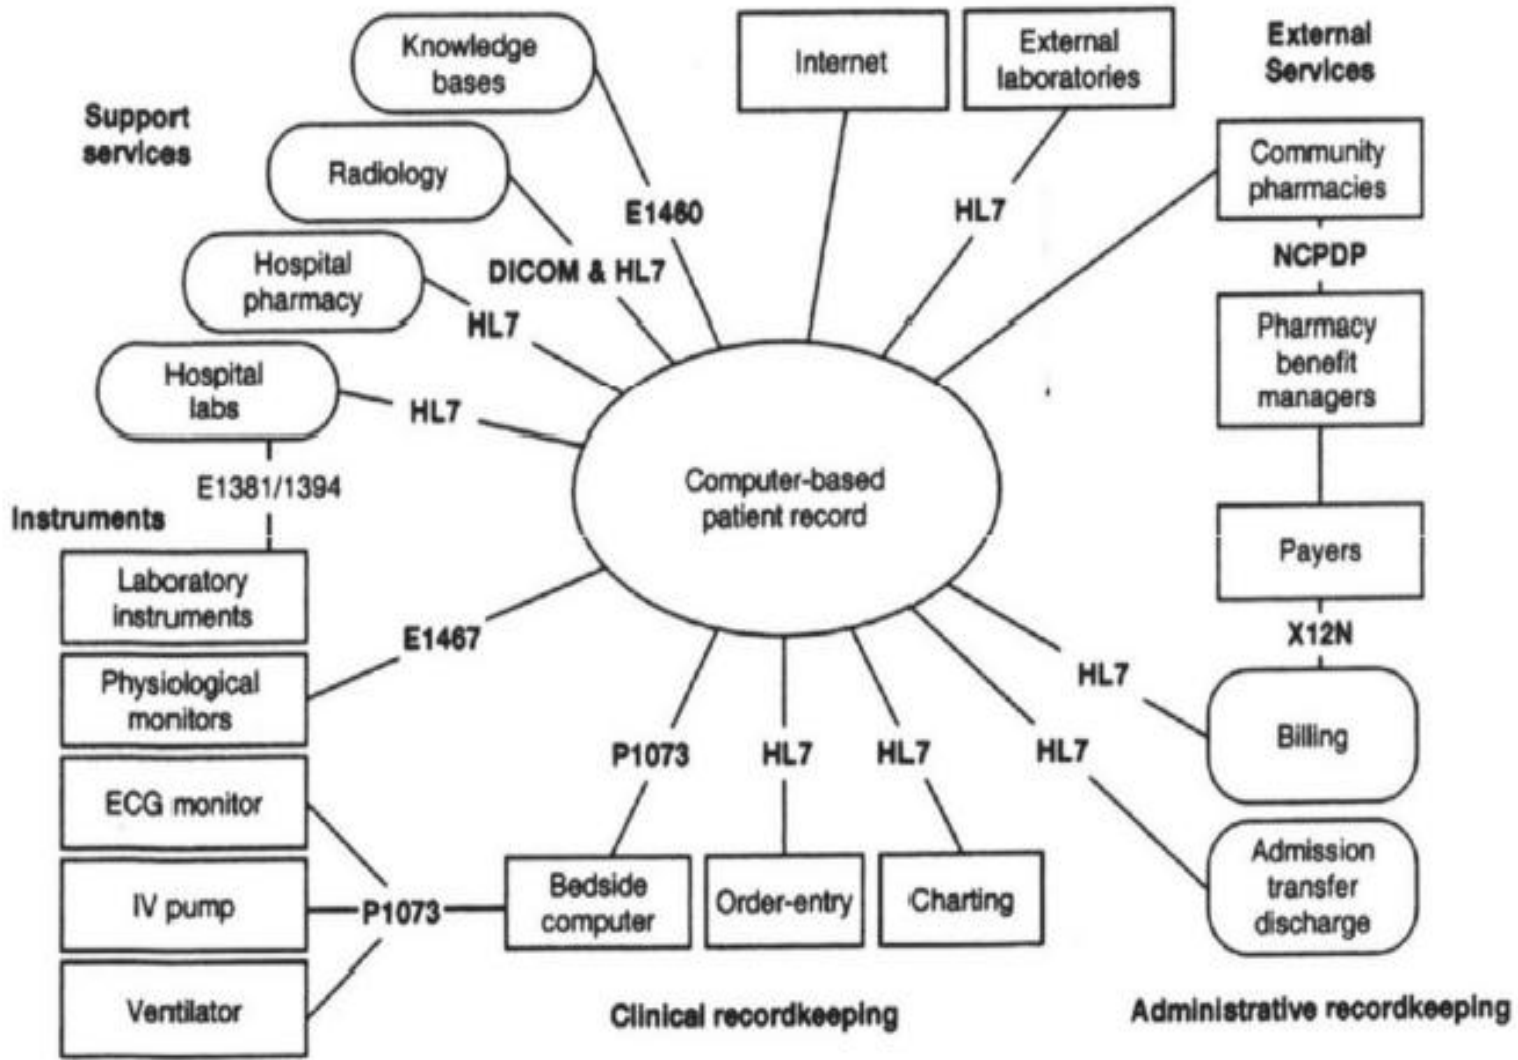 Knowledge
bases
Internet
External
laboratories
External
Services
Support
services
Radiology
Community
pharmacies
E1460
HL7
Hospital
pharmacy
DICOM & HL7
NCPDP
HL7
Pharmacy
benefit
managers
Hospital
labs
HL7
Computer-based
patient record
E1381/1394
Instruments
Payers
Laboratory
instruments
E1467
X12N
Physiological
monitors
HL7
Billing
P1073
HL7
HL7
HL7
ECG monitor
Bedside
computer
Order-entry
Charting
Admission
transfer
discharge
IV pump
P1073
Ventilator
Clinical recordkeeping
Administrative recordkeeping